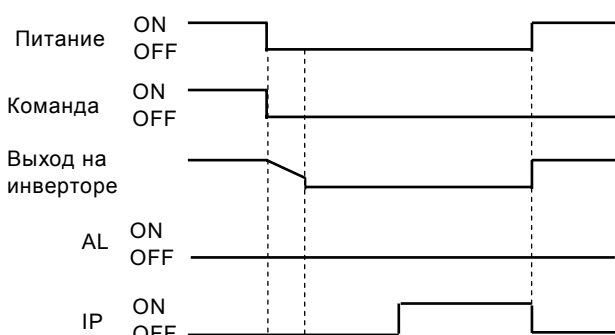 Питание
ON
OFF
Команда
ON
OFF
Выход на
инверторе
AL
ON
OFF
IP
ON
OFF